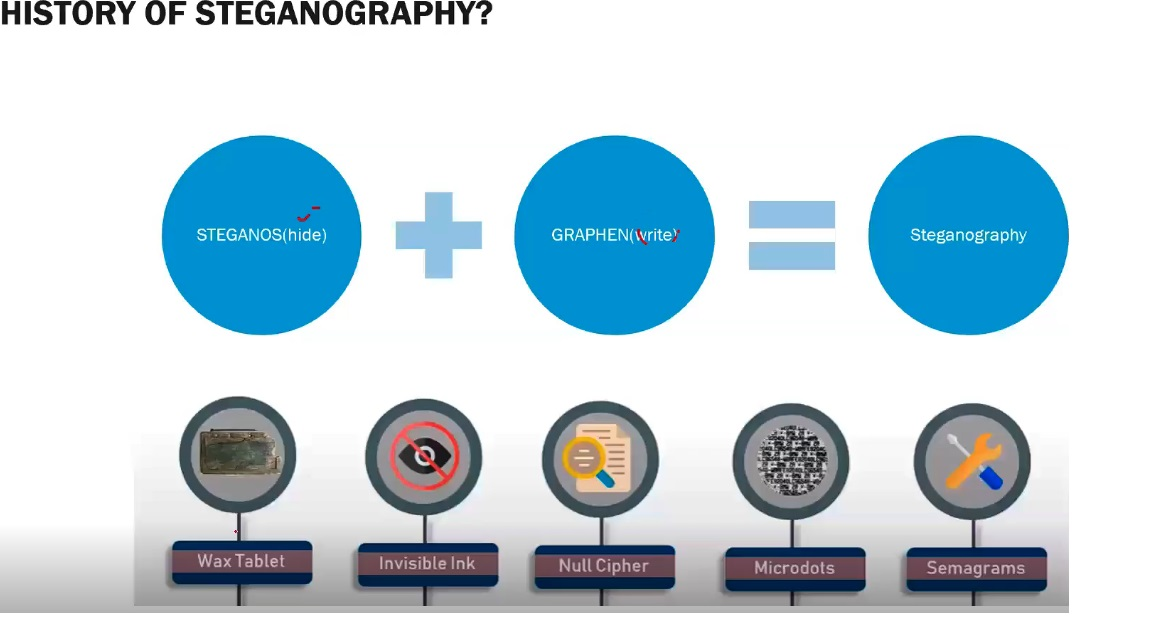 HISTORY OF STEGANOGRAPHY?
STEGANOS(hide)
GRAPHEN(write)
Steganography
Wax Tablet
Invisible Ink
Null Cipher
Microdots
Semagrams